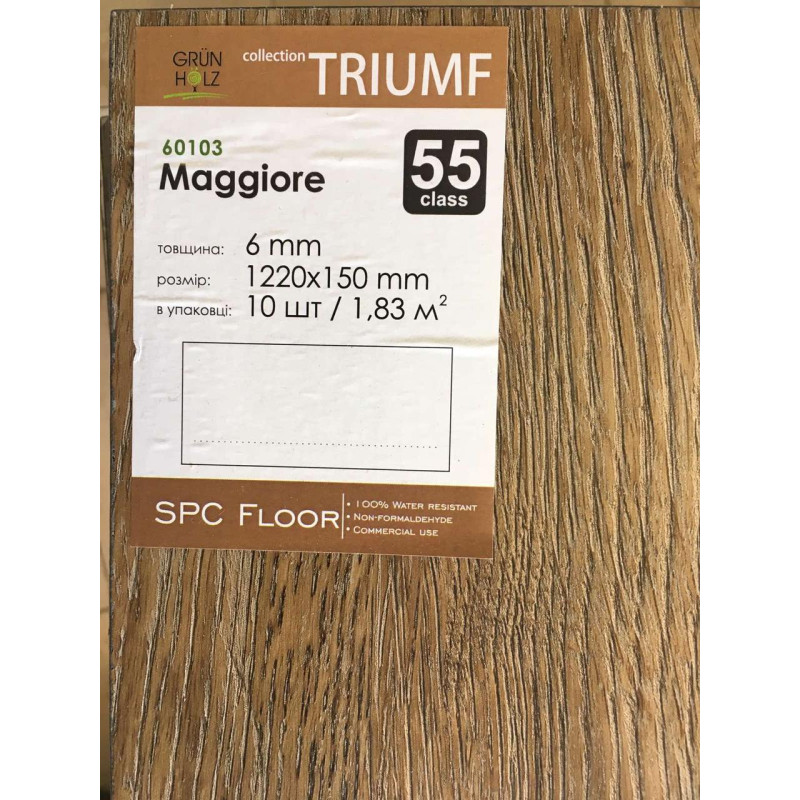 GRÜN
HOLZ
collection TRIUMF
60103
Maggiore
55
class
товщина: 6 mm
розмір: 1220x150 mm
в упаковці: 10 шт / 1,83 м²
SPC Floor
• 100% Water resistant
• Non-formaldehyde
• Commercial use